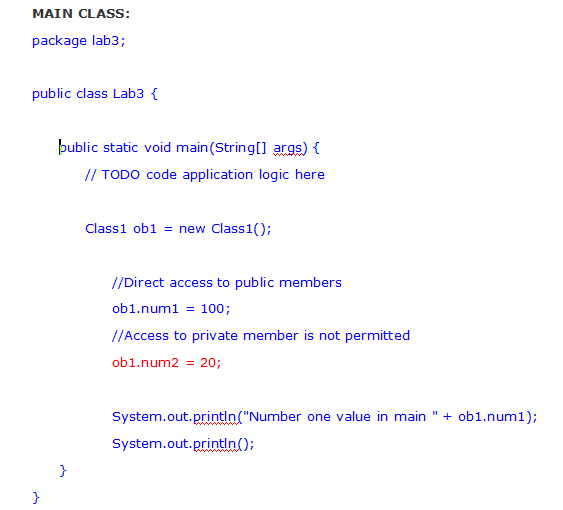 MAIN CLASS:
package lab3;
public class Lab3 {
public static void main(String[] args) {
// TODO code application logic here
Class1 ob1 = new Class1();
//Direct access to public members
ob1.num1 = 100;
//Access to private member is not permitted
ob1.num2 = 20;
System.out.println("Number one value in main " + ob1.num1);
System.out.println();
}
}